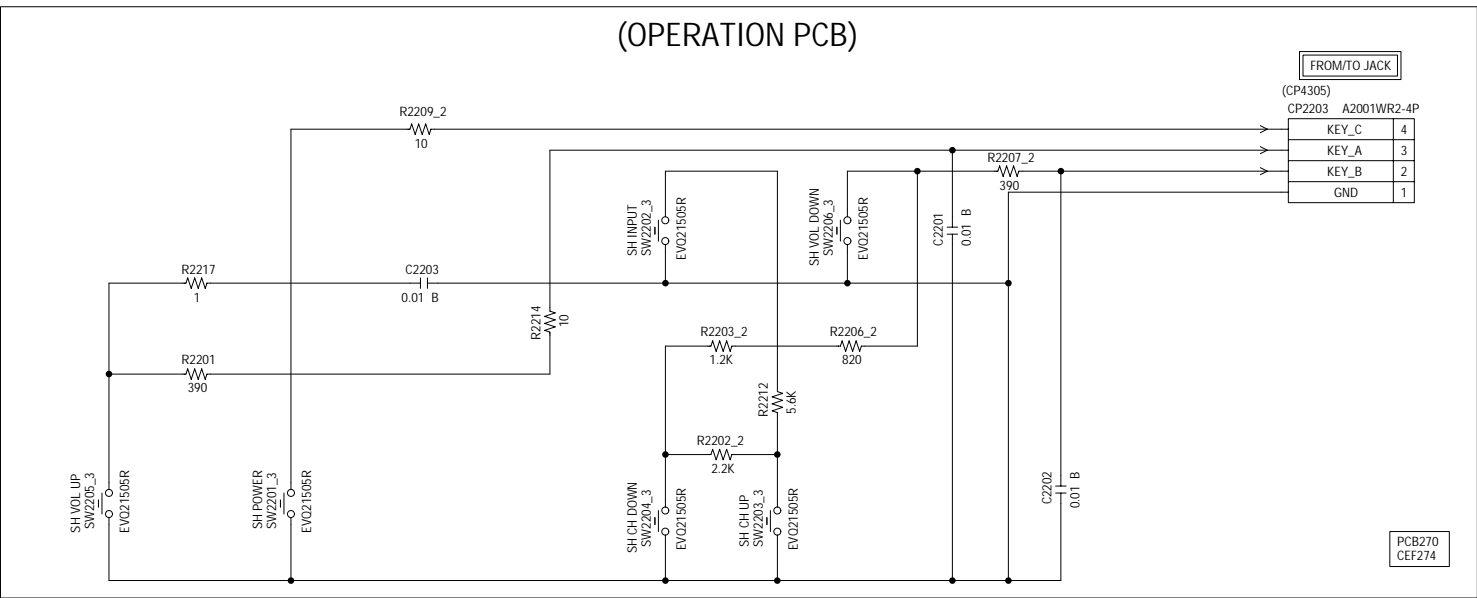 (OPERATION PCB)
FROM/TO JACK
(CP4305)
CP2203 A2001WR2-4P
KEY_C 4
KEY_A 3
KEY_B 2
GND 1
R2209_2
10
R2207_2
390
SH INPUT
SW2202_3
EVQ21505R
SH VOL DOWN
SW2206_3
EVQ21505R
C2201
0.01 B
R2217
1
C2203
0.01 B
R2214
10
R2203_2
1.2K
R2206_2
820
R2201
390
R2212
5.6K
R2202_2
2.2K
SH VOL UP
SW2205_3
EVQ21505R
SH POWER
SW2201_3
EVQ21505R
SH CH DOWN
SW2204_3
EVQ21505R
SH CH UP
SW2203_3
EVQ21505R
C2202
0.01 B
PCB270
CEF274